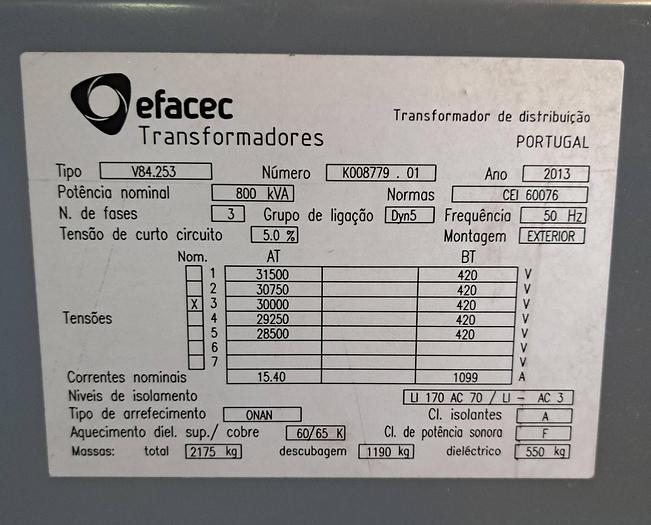 efacec
Transformadores
Transformador de distribuição
PORTUGAL
Tipo V84.253 Número K008779 . 01 Ano 2013
Potência nominal 800 kVA Normas CEI 60076
N. de fases 3 Grupo de ligação Dyn5 Frequência 50 Hz
Tensão de curto circuito 5.0 % Montagem EXTERIOR
Nom. AT BT
1 31500 420 V
2 30750 420 V
X 3 30000 420 V
Tensões 4 29250 420 V
5 28500 420 V
6 V
7 V
Correntes nominais 15.40 1099 A
Niveis de isolamento LI 170 AC 70 / LI - AC 3
Tipo de arrefecimento ONAN Cl. isolantes A
Aquecimento diel. sup./ cobre 60/65 K Cl. de potência sonora F
Massas: total 2175 kg descubagem 1190 kg dieléctrico 550 kg